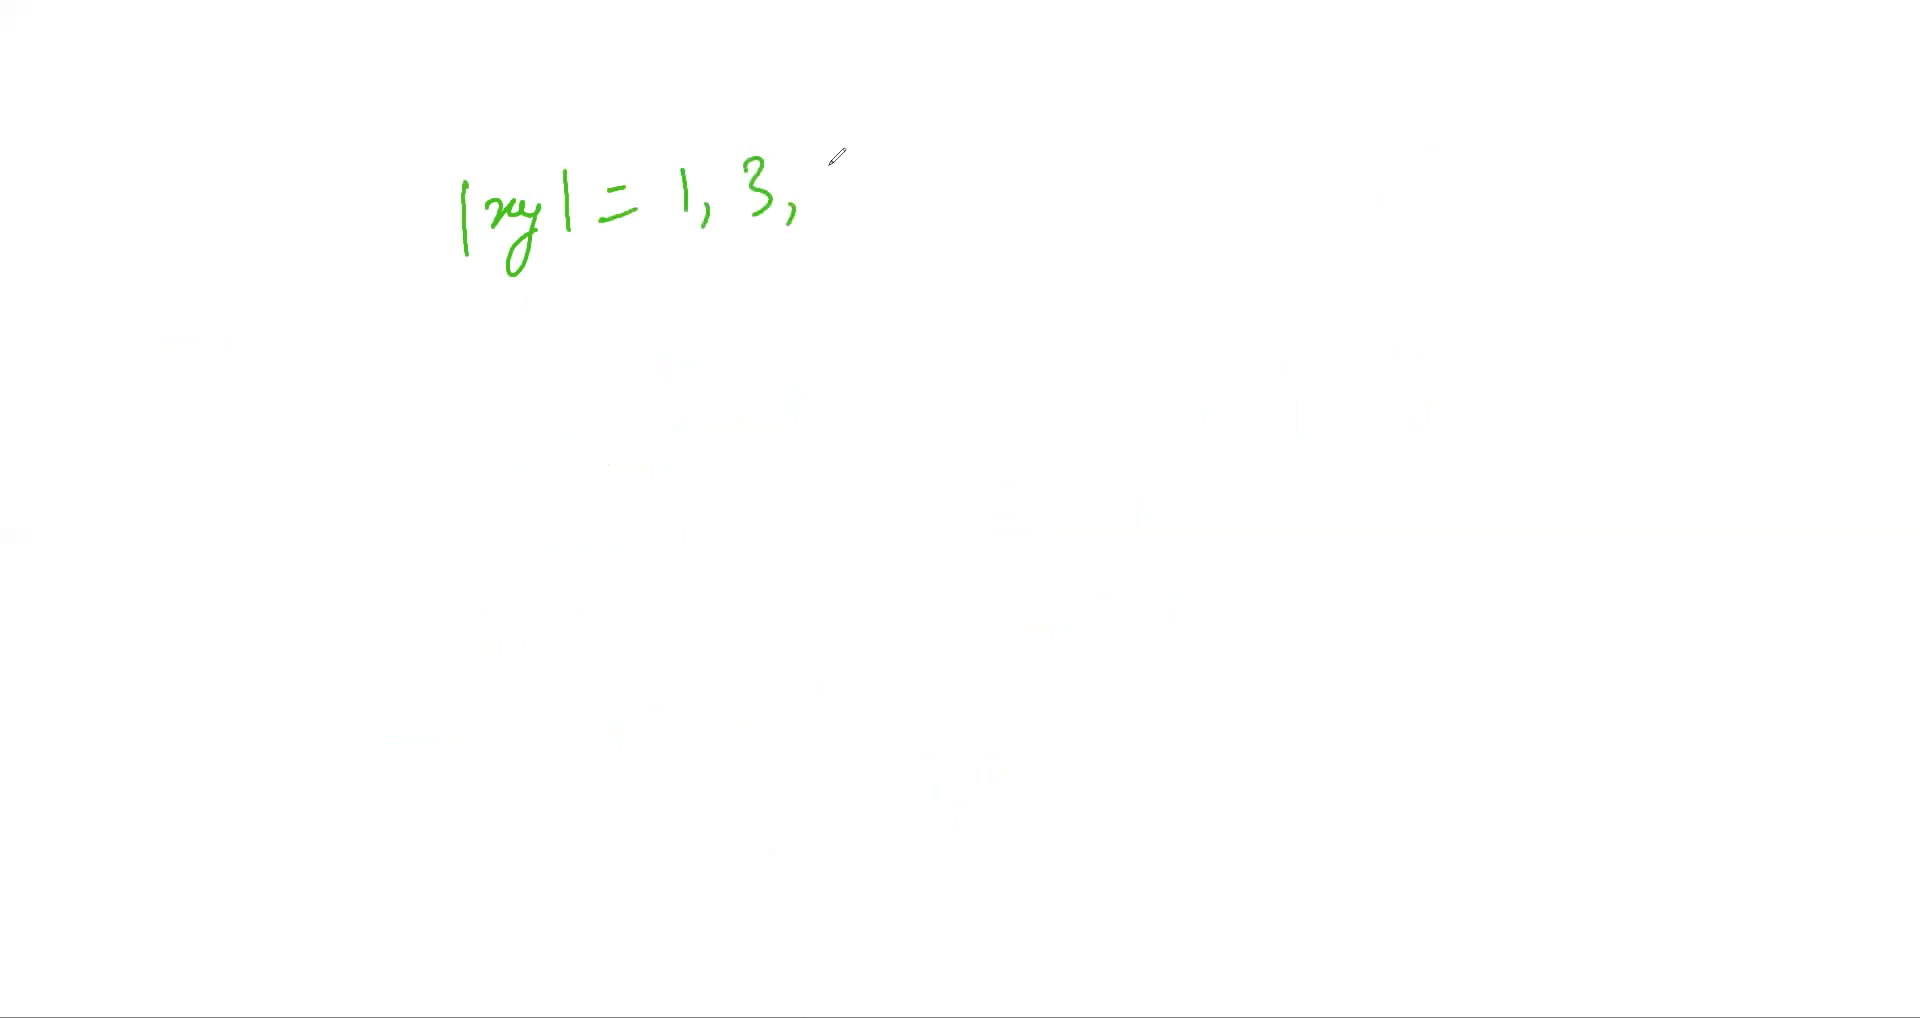 |xy| = 1, 3,